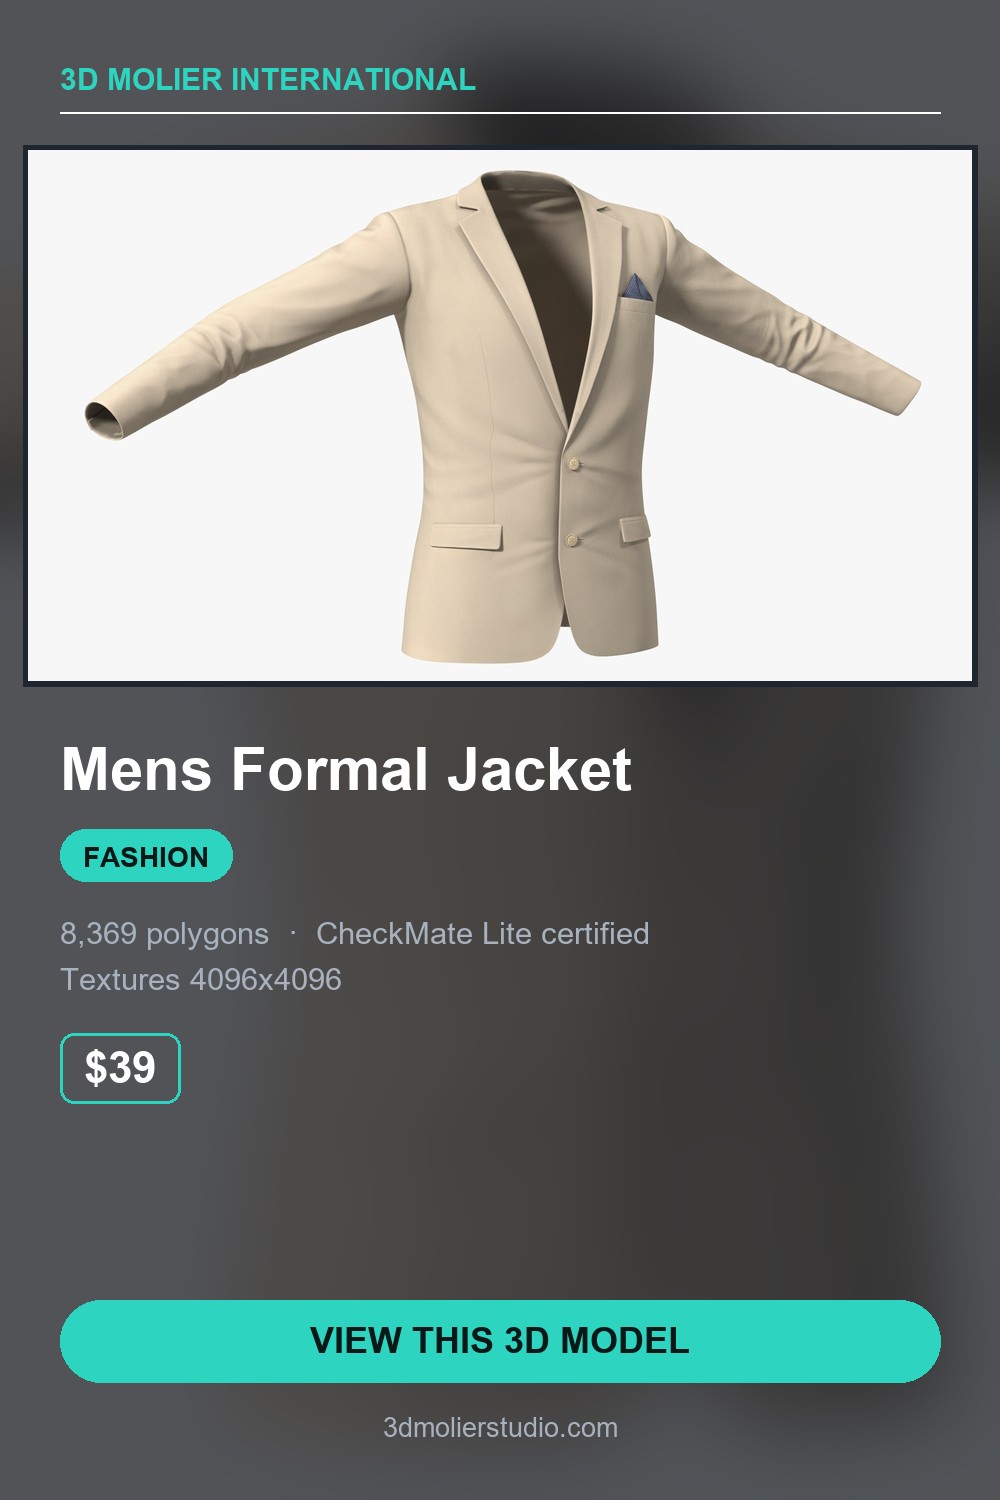 3D MOLIER INTERNATIONAL
Mens Formal Jacket
FASHION
8,369 polygons · CheckMate Lite certified
Textures 4096x4096
$39
VIEW THIS 3D MODEL
3dmolierstudio.com